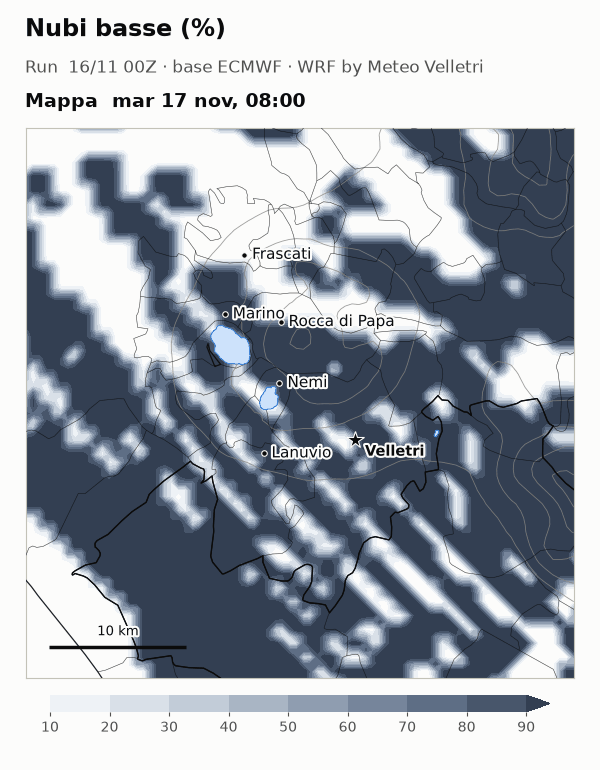 Nubi basse (%)
Run 16/11 00Z · base ECMWF · WRF by Meteo Velletri
Mappa mar 17 nov, 08:00
Frascati
Marino
Rocca di Papa
Nemi
Velletri
Lanuvio
10 km
10 20 30 40 50 60 70 80 90